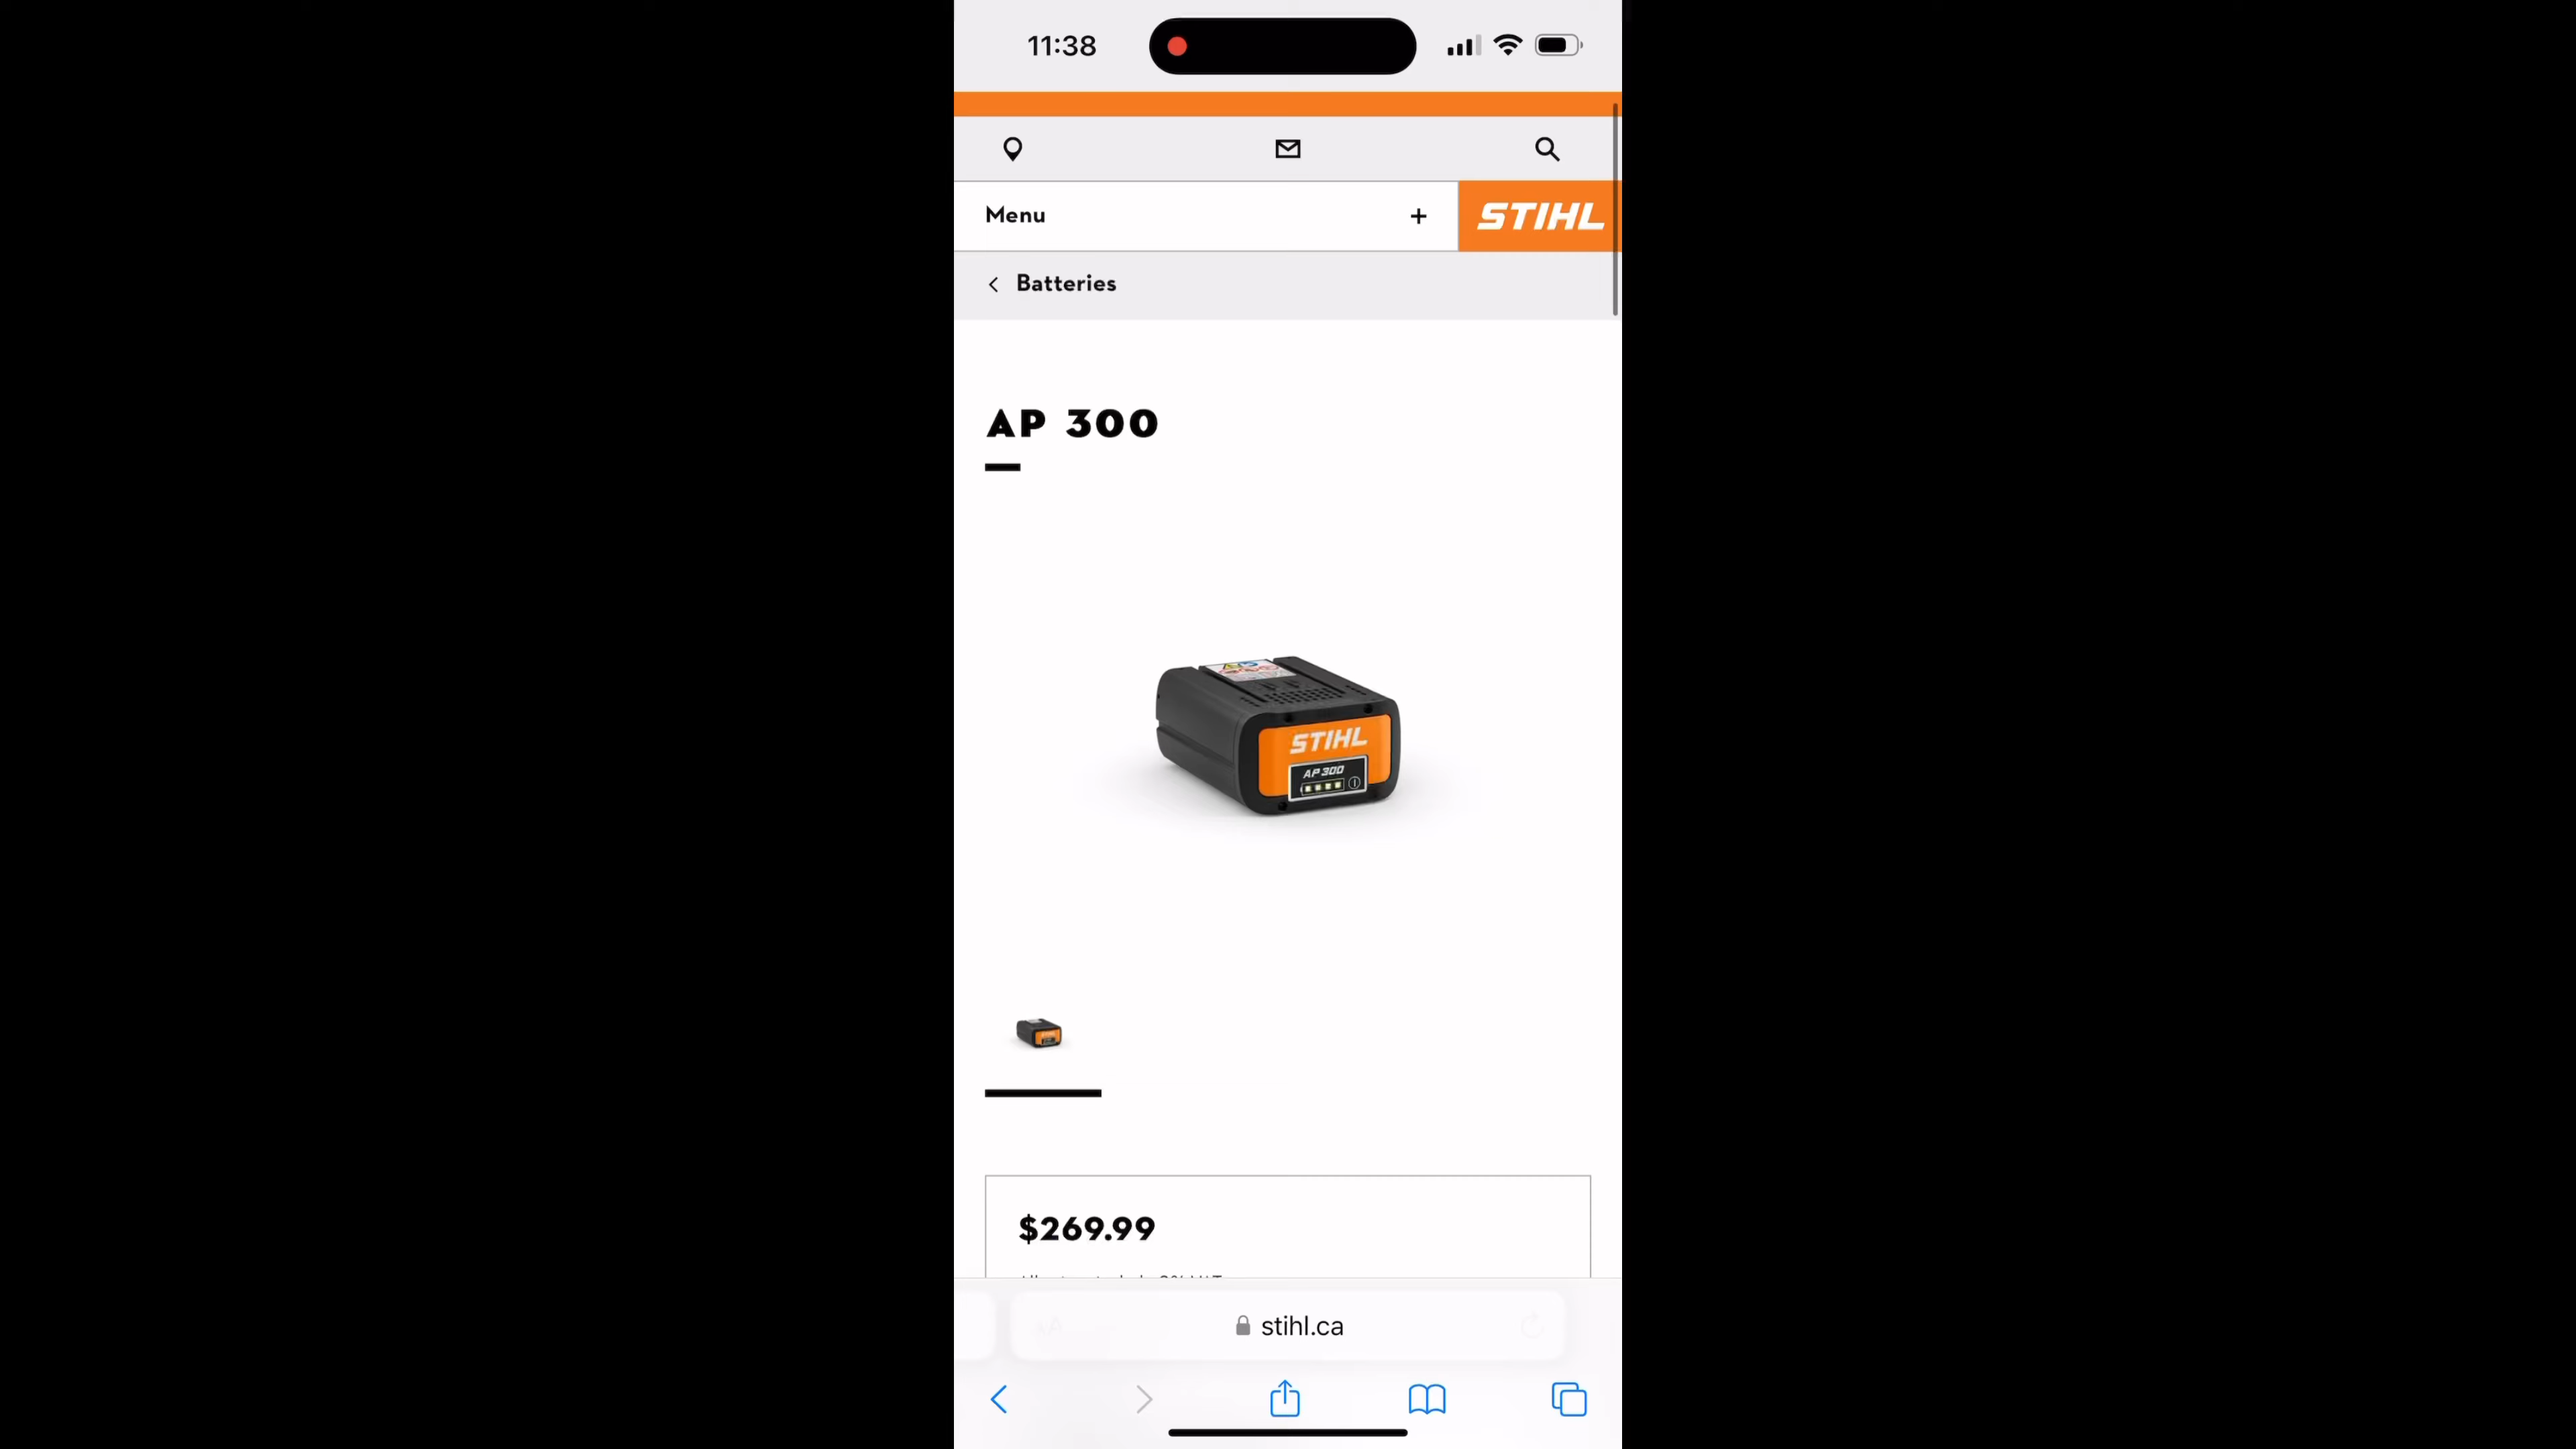 11:38
Menu
+
STIHL
Batteries
AP 300
STIHL
AP 300
$269.99
stihl.ca